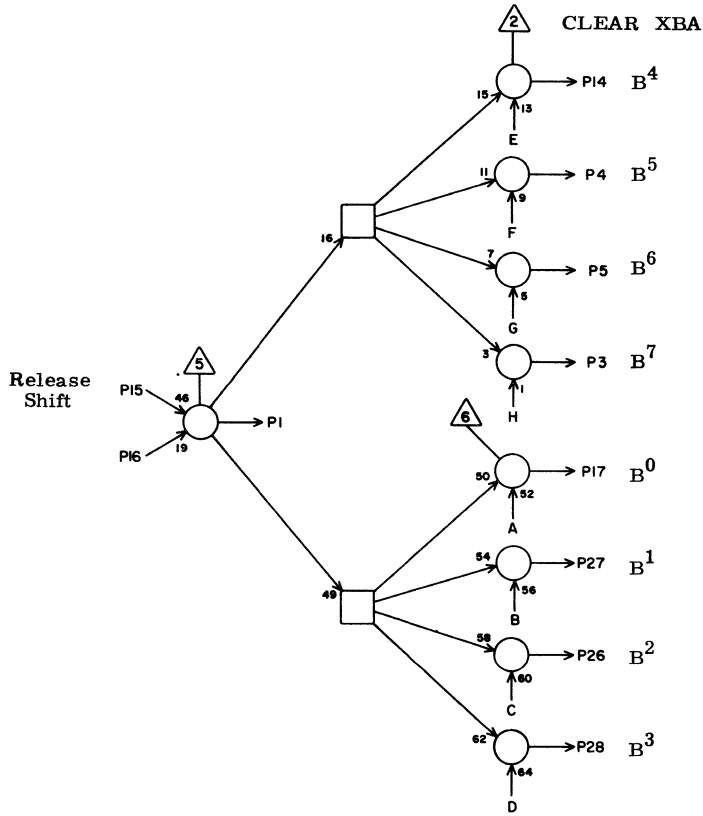 2 CLEAR XBA
15 P14 B⁴
13
E
11 P4 B⁵
9
F
16
7 P5 B⁶
5
G
3 P3 B⁷
1
H
5
Release
Shift
P15 46
P1
P16 19
6
50 P17 B⁰
52
A
54 P27 B¹
56
B
49
58 P26 B²
60
C
62 P28 B³
64
D